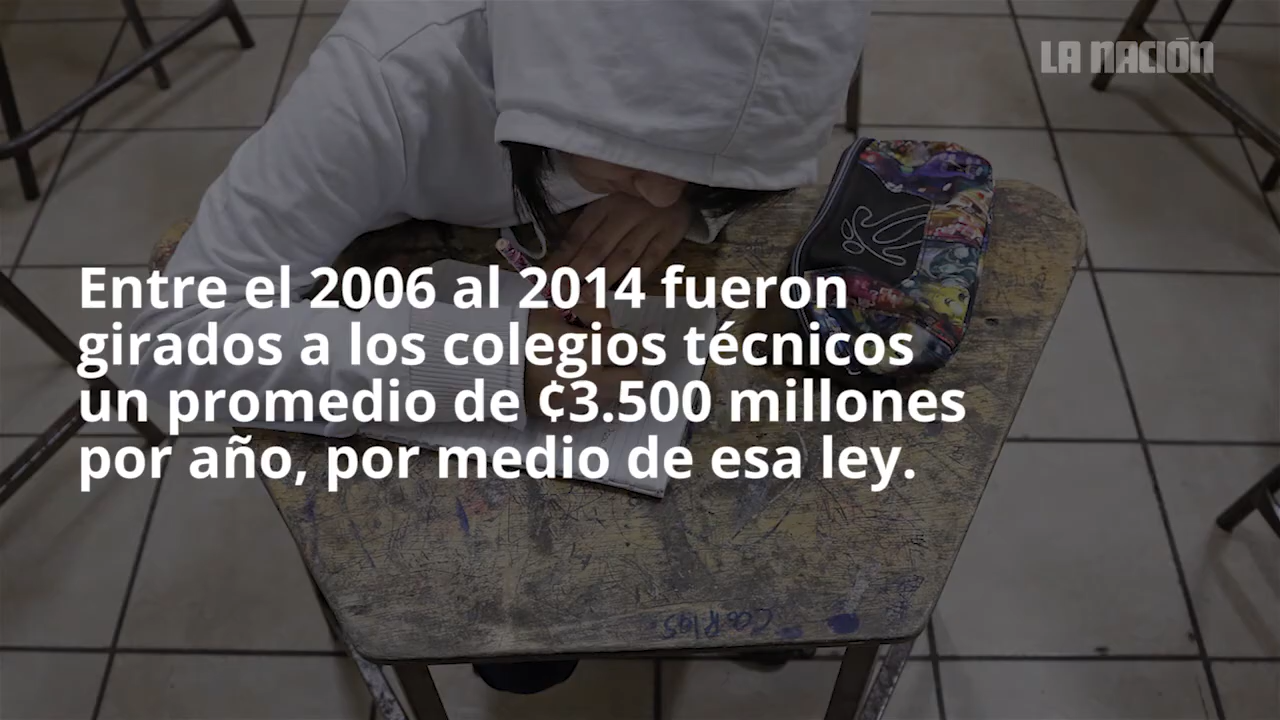 LA NACIÓN
Entre el 2006 al 2014 fueron
girados a los colegios técnicos
un promedio de ₵3.500 millones
por año, por medio de esa ley.
CaRlos